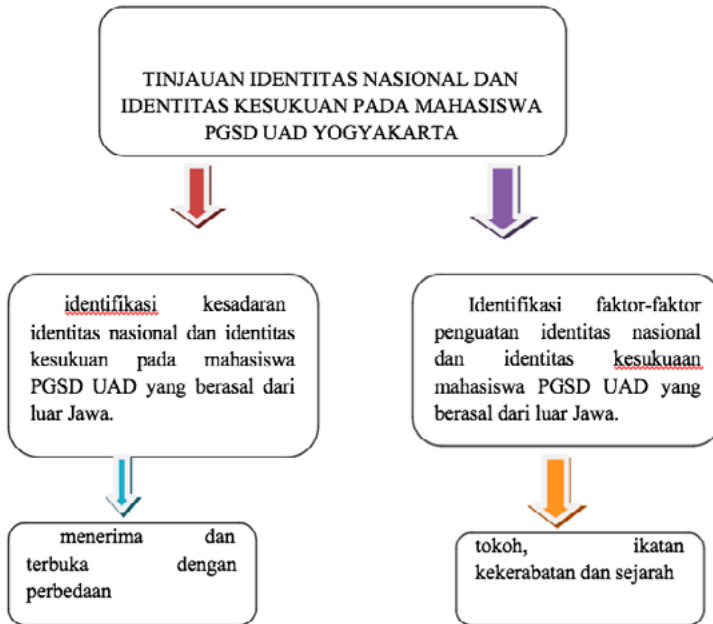 TINJAUAN IDENTITAS NASIONAL DAN
IDENTITAS KESUKUAN PADA MAHASISWA
PGSD UAD YOGYAKARTA
identifikasi kesadaran
identitas nasional dan identitas
kesukuan pada mahasiswa
PGSD UAD yang berasal dari
luar Jawa.
Identifikasi faktor-faktor
penguatan identitas nasional
dan identitas kesukuaan
mahasiswa PGSD UAD yang
berasal dari luar Jawa.
menerima dan
terbuka dengan
perbedaan
tokoh, ikatan
kekerabatan dan sejarah